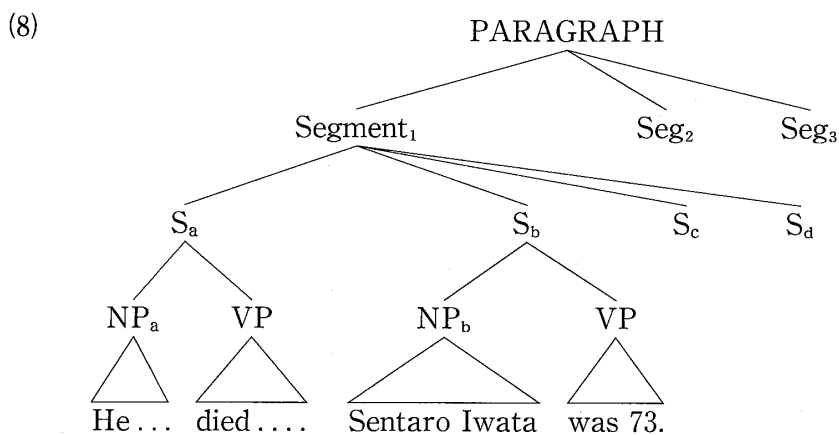 (8)
PARAGRAPH
Segment₁ Seg₂ Seg₃
Sₐ S_b S_c S_d
NPₐ VP NP_b VP
He . . . died . . . . Sentaro Iwata was 73.